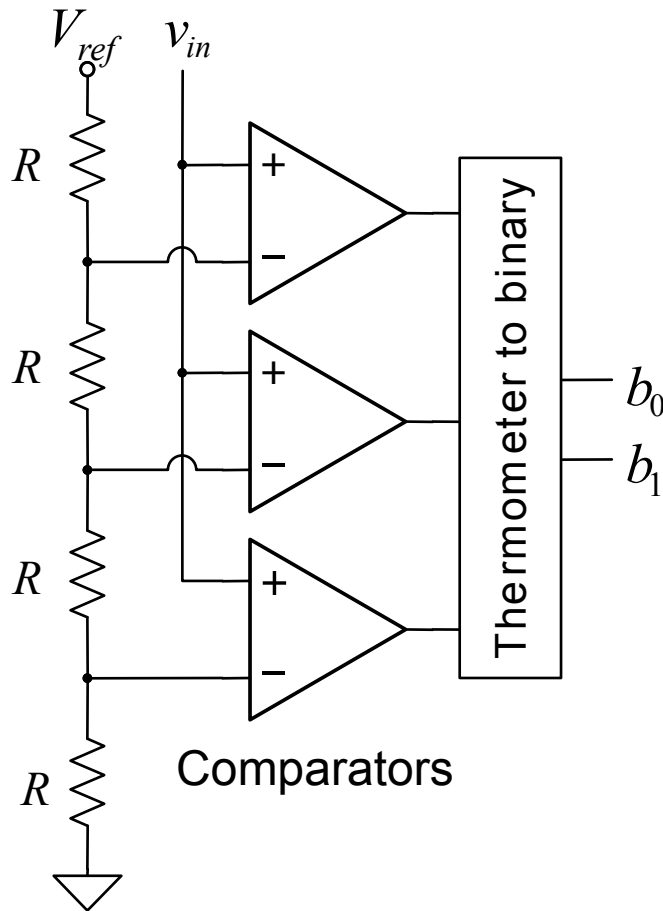 V_ref v_in
R
+
−
R
+
−
R
+
−
R
Thermometer to binary
b_0
b_1
Comparators